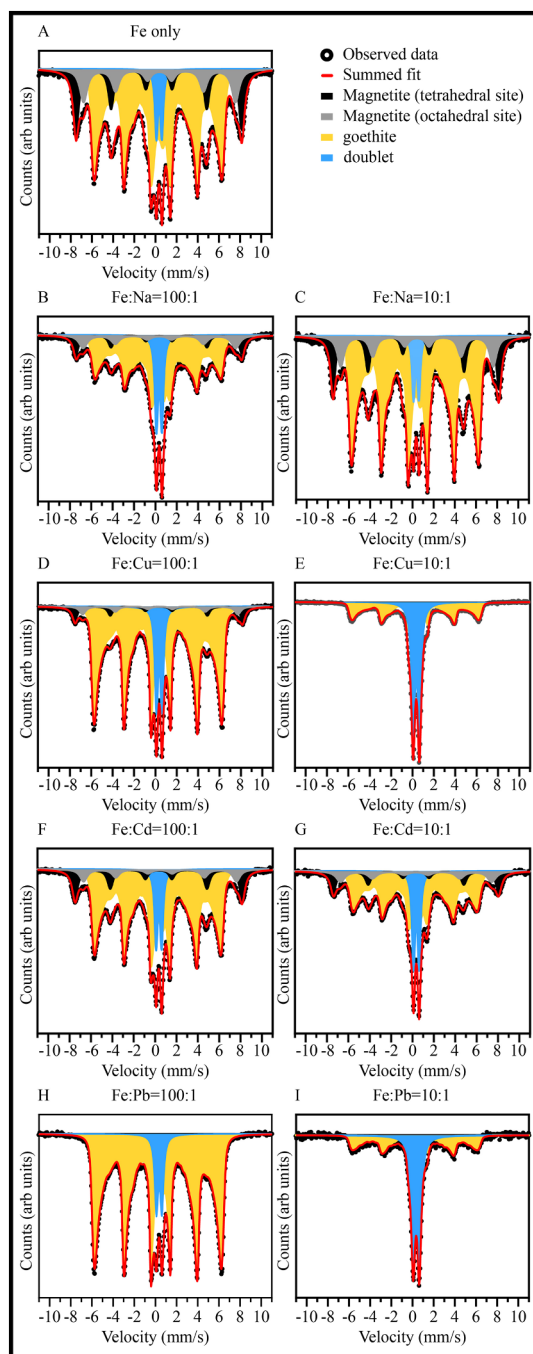 A Fe only
Observed data
Summed fit
Magnetite (tetrahedral site)
Magnetite (octahedral site)
goethite
doublet
Counts (arb units)
-10 -8 -6 -4 -2 0 2 4 6 8 10
Velocity (mm/s)
B Fe:Na=100:1
Counts (arb units)
-10 -8 -6 -4 -2 0 2 4 6 8 10
Velocity (mm/s)
C Fe:Na=10:1
Counts (arb units)
-10 -8 -6 -4 -2 0 2 4 6 8 10
Velocity (mm/s)
D Fe:Cu=100:1
Counts (arb units)
-10 -8 -6 -4 -2 0 2 4 6 8 10
Velocity (mm/s)
E Fe:Cu=10:1
Counts (arb units)
-10 -8 -6 -4 -2 0 2 4 6 8 10
Velocity (mm/s)
F Fe:Cd=100:1
Counts (arb units)
-10 -8 -6 -4 -2 0 2 4 6 8 10
Velocity (mm/s)
G Fe:Cd=10:1
Counts (arb units)
-10 -8 -6 -4 -2 0 2 4 6 8 10
Velocity (mm/s)
H Fe:Pb=100:1
Counts (arb units)
-10 -8 -6 -4 -2 0 2 4 6 8 10
Velocity (mm/s)
I Fe:Pb=10:1
Counts (arb units)
-10 -8 -6 -4 -2 0 2 4 6 8 10
Velocity (mm/s)